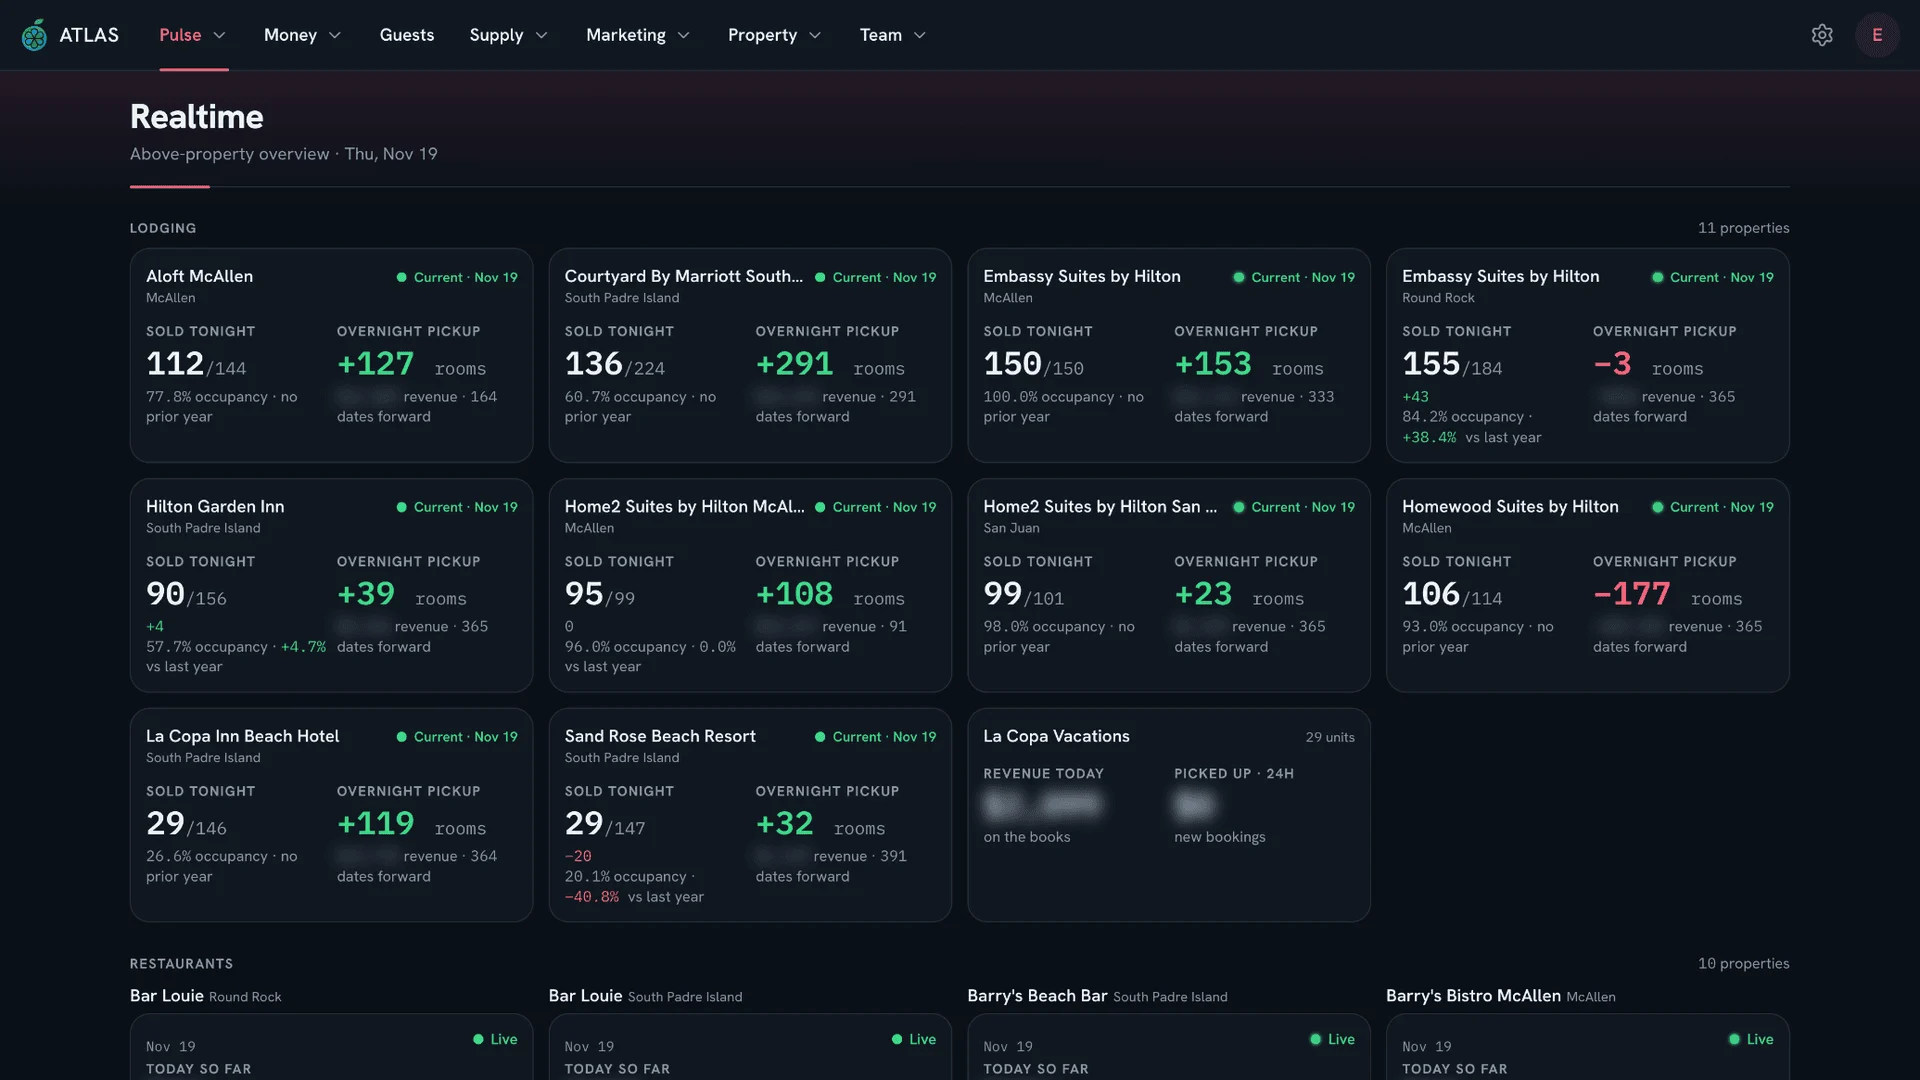 ATLAS
Pulse
Money
Guests
Supply
Marketing
Property
Team
E
Realtime
Above-property overview · Thu, Nov 19
LODGING
11 properties
Aloft McAllen
Current · Nov 19
McAllen
SOLD TONIGHT
OVERNIGHT PICKUP
112/144
+127 rooms
77.8% occupancy · no
prior year
revenue · 164
dates forward
Courtyard By Marriott South...
Current · Nov 19
South Padre Island
SOLD TONIGHT
OVERNIGHT PICKUP
136/224
+291 rooms
60.7% occupancy · no
prior year
revenue · 291
dates forward
Embassy Suites by Hilton
Current · Nov 19
McAllen
SOLD TONIGHT
OVERNIGHT PICKUP
150/150
+153 rooms
100.0% occupancy · no
prior year
revenue · 333
dates forward
Embassy Suites by Hilton
Current · Nov 19
Round Rock
SOLD TONIGHT
OVERNIGHT PICKUP
155/184
−3 rooms
+43
84.2% occupancy ·
+38.4% vs last year
revenue · 365
dates forward
Hilton Garden Inn
Current · Nov 19
South Padre Island
SOLD TONIGHT
OVERNIGHT PICKUP
90/156
+39 rooms
+4
57.7% occupancy · +4.7%
vs last year
revenue · 365
dates forward
Home2 Suites by Hilton McAl...
Current · Nov 19
McAllen
SOLD TONIGHT
OVERNIGHT PICKUP
95/99
+108 rooms
0
96.0% occupancy · 0.0%
vs last year
revenue · 91
dates forward
Home2 Suites by Hilton San ...
Current · Nov 19
San Juan
SOLD TONIGHT
OVERNIGHT PICKUP
99/101
+23 rooms
98.0% occupancy · no
prior year
revenue · 365
dates forward
Homewood Suites by Hilton
Current · Nov 19
McAllen
SOLD TONIGHT
OVERNIGHT PICKUP
106/114
−177 rooms
93.0% occupancy · no
prior year
revenue · 365
dates forward
La Copa Inn Beach Hotel
Current · Nov 19
South Padre Island
SOLD TONIGHT
OVERNIGHT PICKUP
29/146
+119 rooms
26.6% occupancy · no
prior year
revenue · 364
dates forward
Sand Rose Beach Resort
Current · Nov 19
South Padre Island
SOLD TONIGHT
OVERNIGHT PICKUP
29/147
+32 rooms
−20
20.1% occupancy ·
−40.8% vs last year
revenue · 391
dates forward
La Copa Vacations
29 units
REVENUE TODAY
PICKED UP · 24H
on the books
new bookings
RESTAURANTS
10 properties
Bar Louie Round Rock
Live
Nov 19
TODAY SO FAR
Bar Louie South Padre Island
Live
Nov 19
TODAY SO FAR
Barry's Beach Bar South Padre Island
Live
Nov 19
TODAY SO FAR
Barry's Bistro McAllen McAllen
Live
Nov 19
TODAY SO FAR